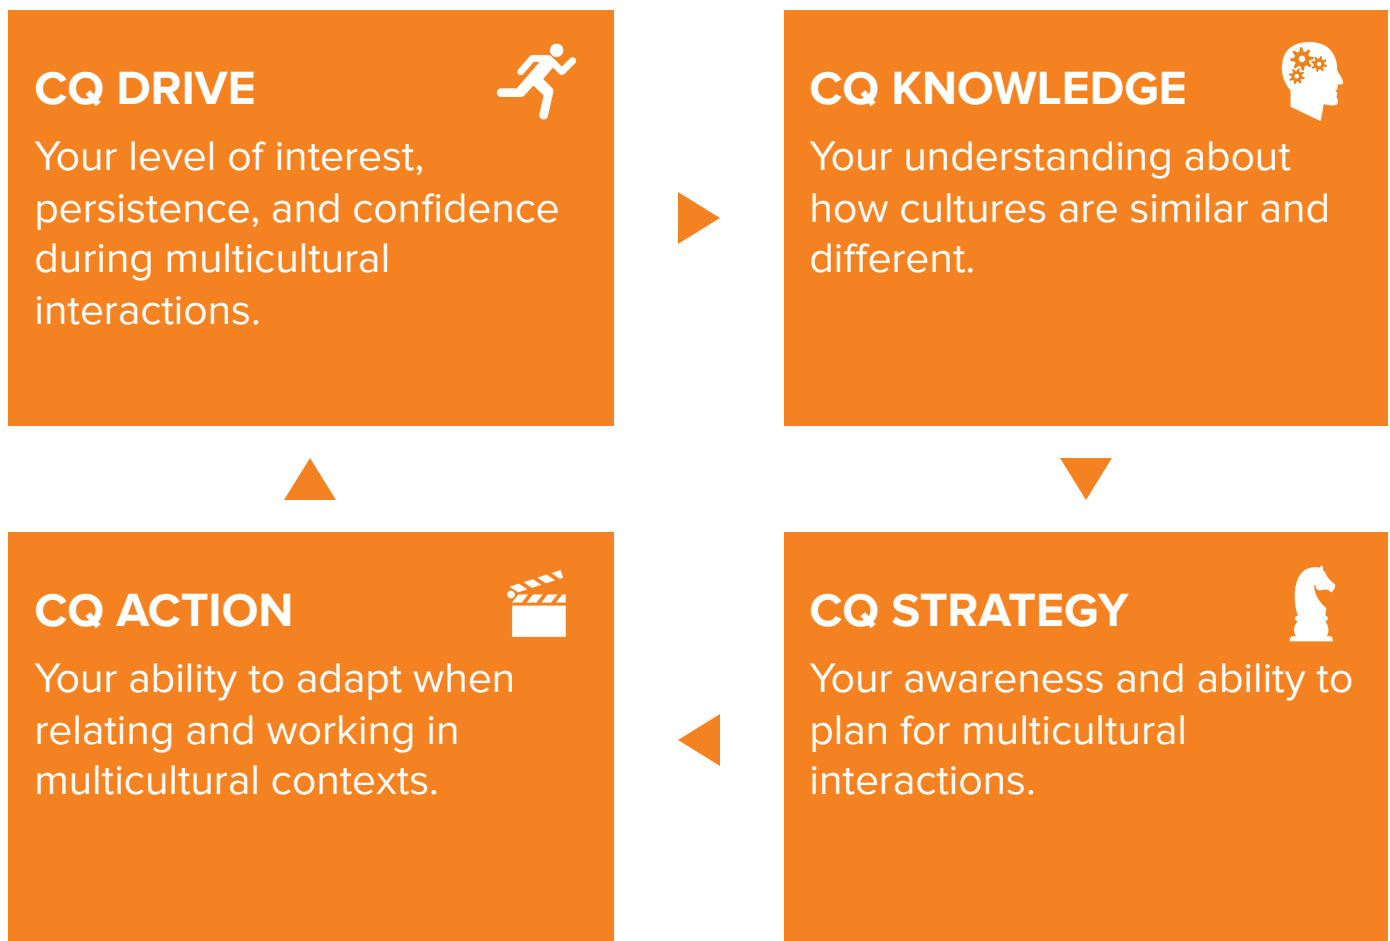 CQ DRIVE
Your level of interest,
persistence, and confidence
during multicultural
interactions.
CQ KNOWLEDGE
Your understanding about
how cultures are similar and
different.
CQ ACTION
Your ability to adapt when
relating and working in
multicultural contexts.
CQ STRATEGY
Your awareness and ability to
plan for multicultural
interactions.